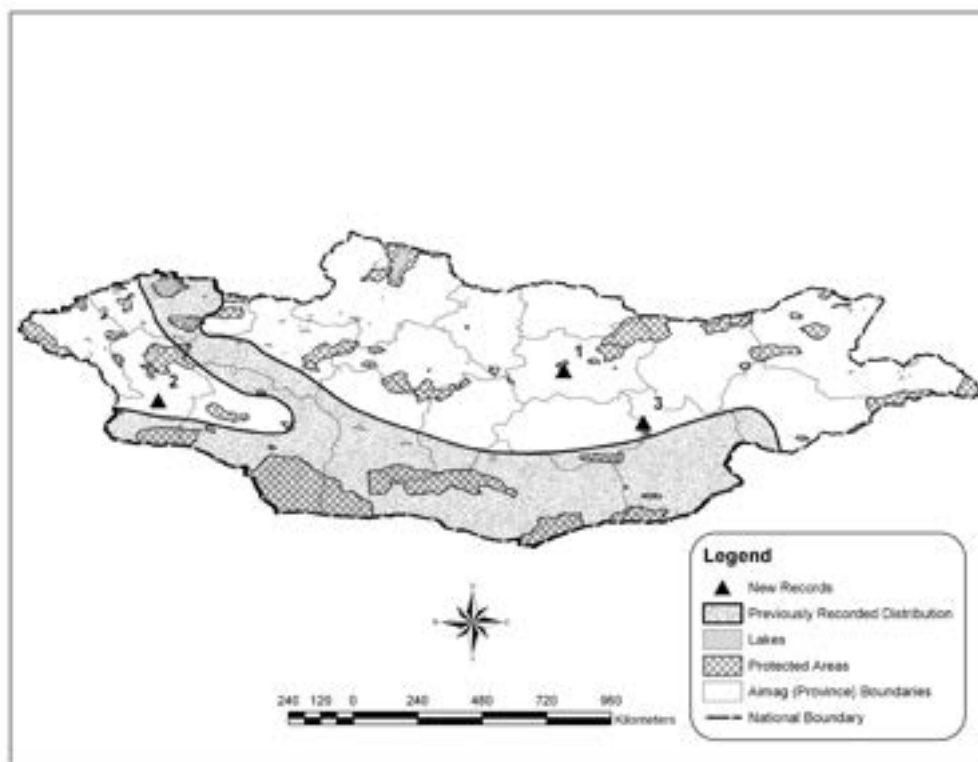 1
2
3
Legend
New Records
Previously Recorded Distribution
Lakes
Protected Areas
Aimag (Province) Boundaries
National Boundary
240 120 0 240 480 720 960
Kilometers